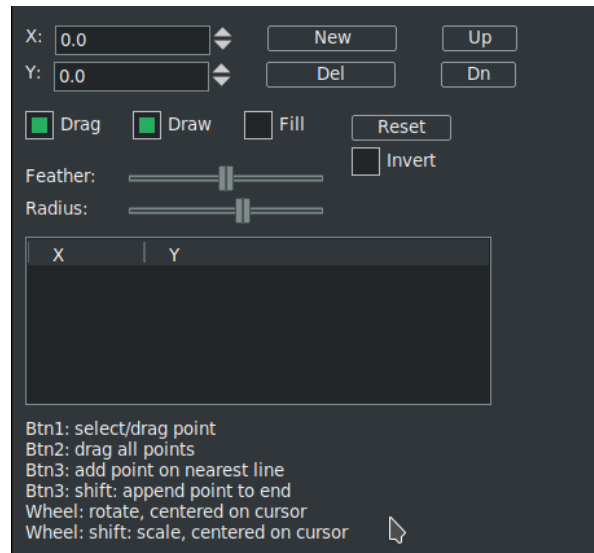 X: 0.0 New Up
Y: 0.0 Del Dn
Drag Draw Fill Reset
Invert
Feather:
Radius:
X Y
Btn1: select/drag point
Btn2: drag all points
Btn3: add point on nearest line
Btn3: shift: append point to end
Wheel: rotate, centered on cursor
Wheel: shift: scale, centered on cursor